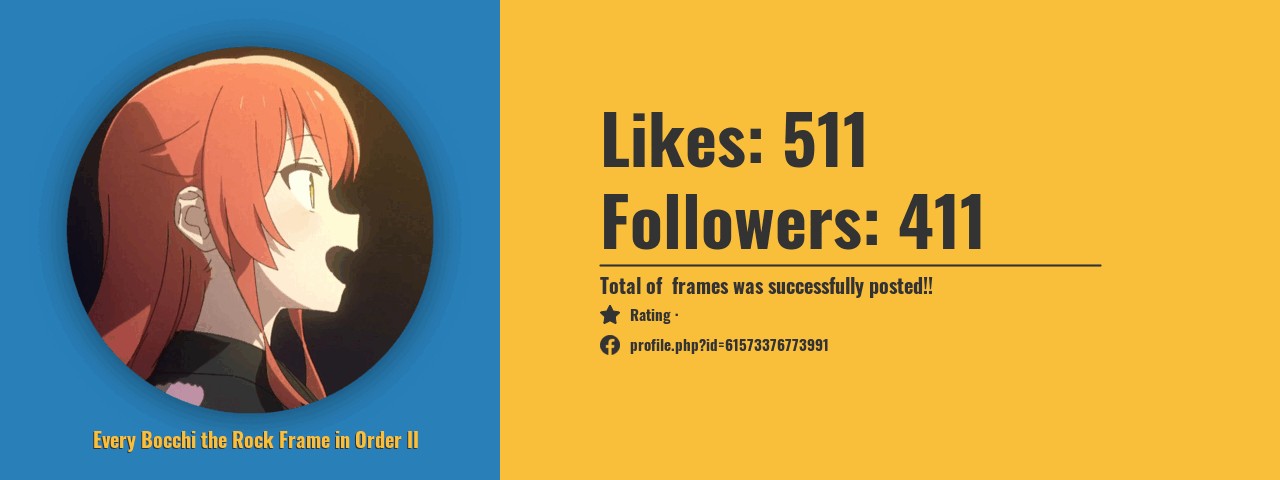 Likes: 511
Followers: 411
Total of  frames was successfully posted!!
Rating ·
profile.php?id=61573376773991
Every Bocchi the Rock Frame in Order II